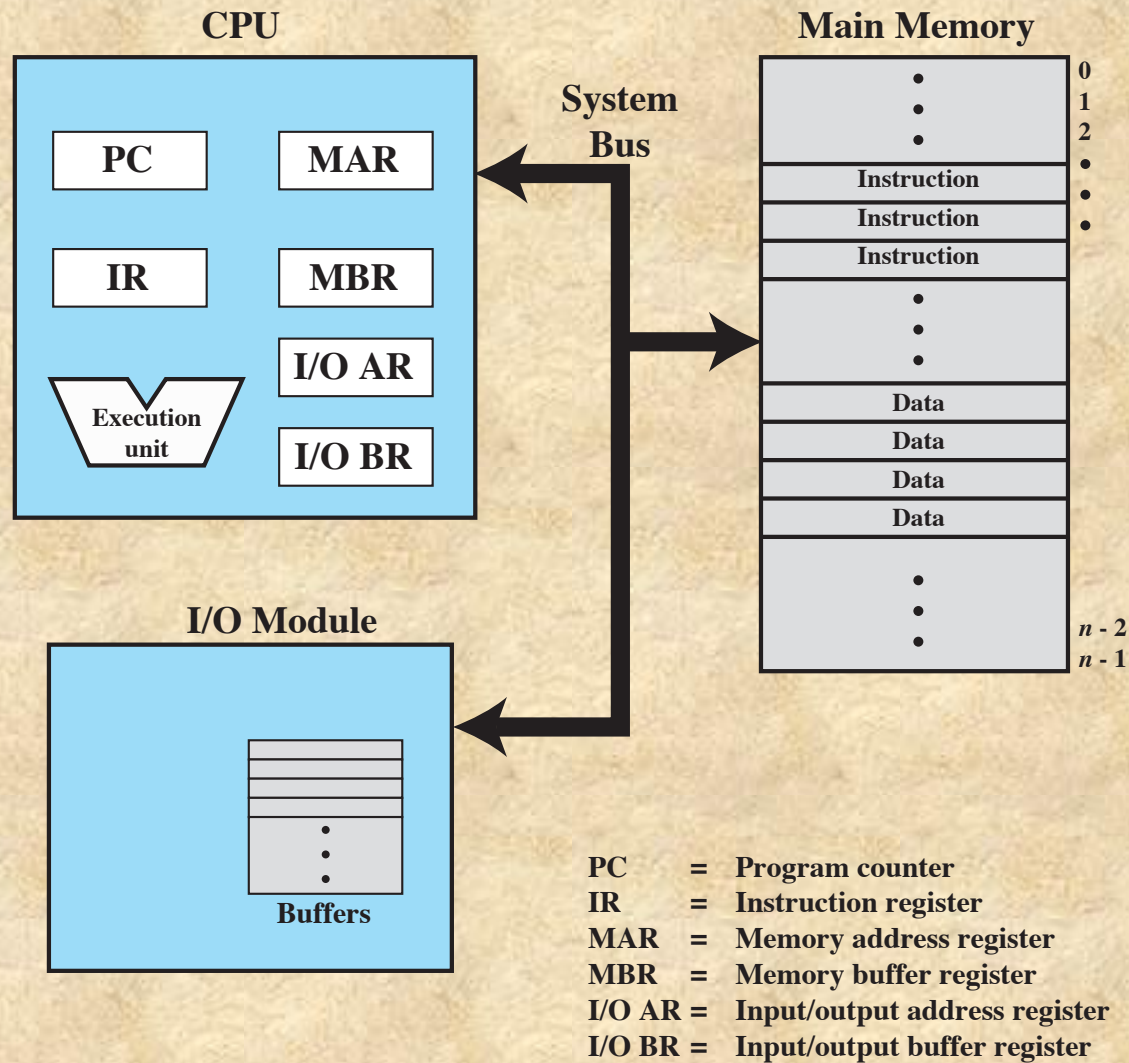 CPU
PC
MAR
IR
MBR
I/O AR
I/O BR
Execution
unit
System
Bus
Main Memory
0
1
2
Instruction
Instruction
Instruction
Data
Data
Data
Data
n - 2
n - 1
I/O Module
Buffers
PC = Program counter
IR = Instruction register
MAR = Memory address register
MBR = Memory buffer register
I/O AR = Input/output address register
I/O BR = Input/output buffer register